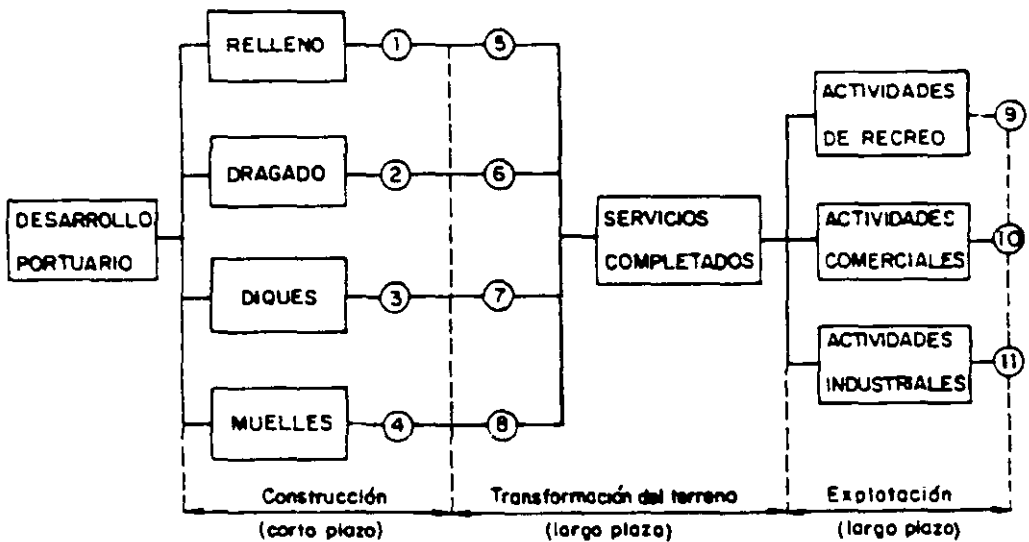 DESARROLLO
PORTUARIO
RELLENO
1
5
DRAGADO
2
6
DIQUES
3
7
MUELLES
4
8
SERVICIOS
COMPLETADOS
ACTIVIDADES
DE RECREO
9
ACTIVIDADES
COMERCIALES
10
ACTIVIDADES
INDUSTRIALES
11
Construcción
(corto plazo)
Transformación del terreno
(largo plazo)
Explotación
(largo plazo)